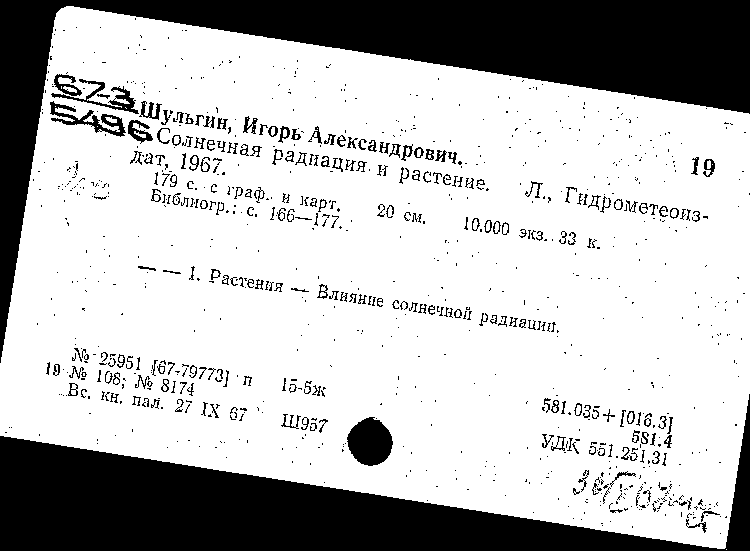 67-3
5496
Шульгин, Игорь Александрович.
19
Солнечная радиация и растение. Л., Гидрометеоиз-
дат, 1967.
179 с. с граф. и карт. 20 см. 10.000 экз. 33 к.
Библиогр.: с. 166—177.
— — 1. Растения — Влияние солнечной радиации.
№ 25951 [67-79773] п 15-5ж
19 № 108; № 8174
Вс. кн. пал. 27 IX 67 Ш957
581.035+[016.3]
581.4
УДК 551.251.31